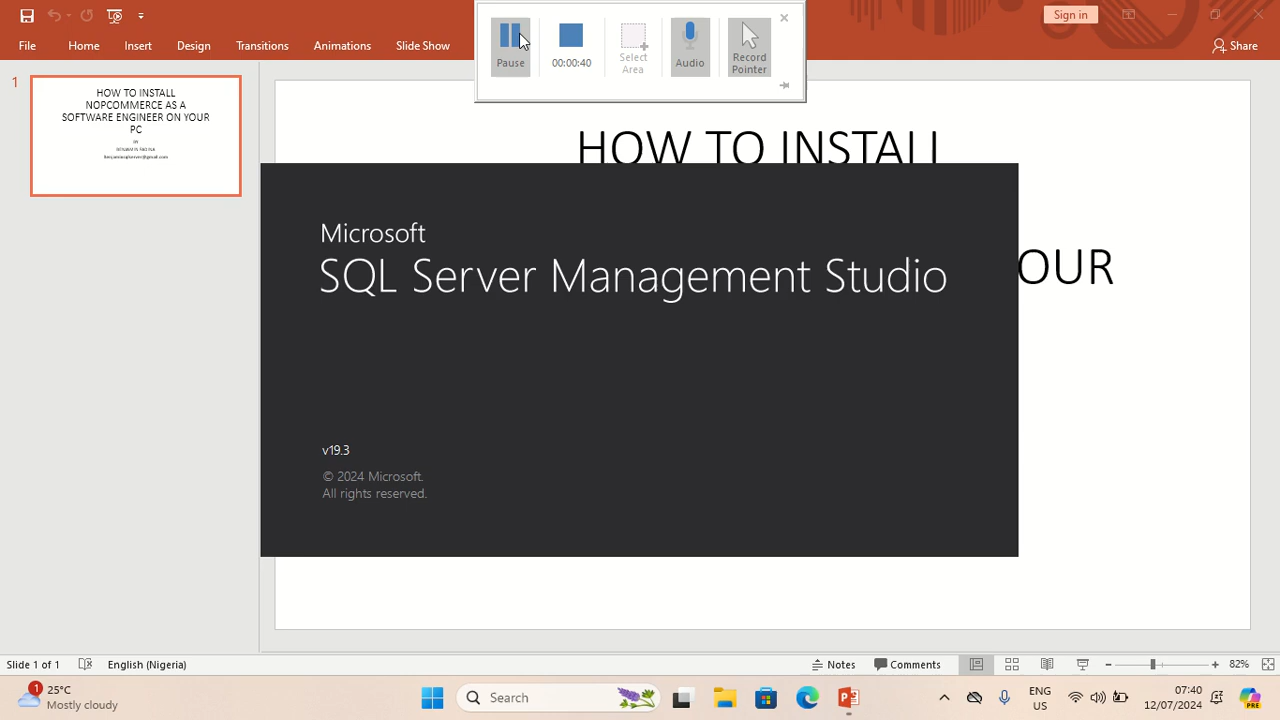 Sign in
File
Home
Insert
Design
Transitions
Animations
Slide Show
Share
Pause
00:00:40
Select
Area
Audio
Record
Pointer
1
HOW TO INSTALL
NOPCOMMERCE AS A
SOFTWARE ENGINEER ON YOUR
PC
HOW TO INSTALL
OUR
Microsoft
SQL Server Management Studio
v19.3
© 2024 Microsoft.
All rights reserved.
Slide 1 of 1
English (Nigeria)
Notes
Comments
82%
1
25°C
Mostly cloudy
Search
ENG
US
07:40
12/07/2024
PRE